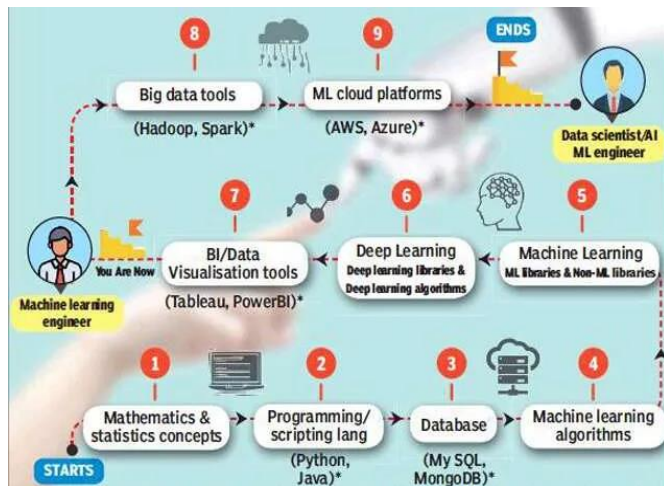 8
9
ENDS
Big data tools
ML cloud platforms
(Hadoop, Spark)*
(AWS, Azure)*
Data scientist/AI
ML engineer
7
6
5
You Are Now
BI/Data
Visualisation tools
Deep Learning
Deep learning libraries &
Deep learning algorithms
Machine Learning
ML libraries & Non-ML libraries
Machine learning
engineer
(Tableau, PowerBI)*
1
2
3
4
Mathematics &
statistics concepts
Programming/
scripting lang
Database
Machine learning
algorithms
(Python,
Java)*
(My SQL,
MongoDB)*
STARTS